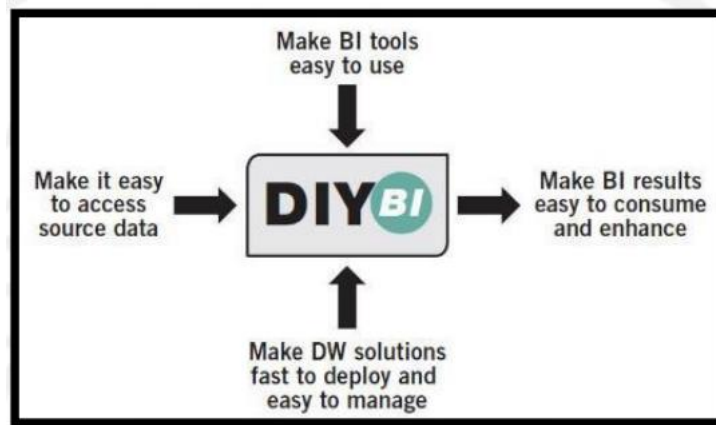 Make BI tools
easy to use
Make it easy
to access
source data
DIY BI
Make BI results
easy to consume
and enhance
Make DW solutions
fast to deploy and
easy to manage